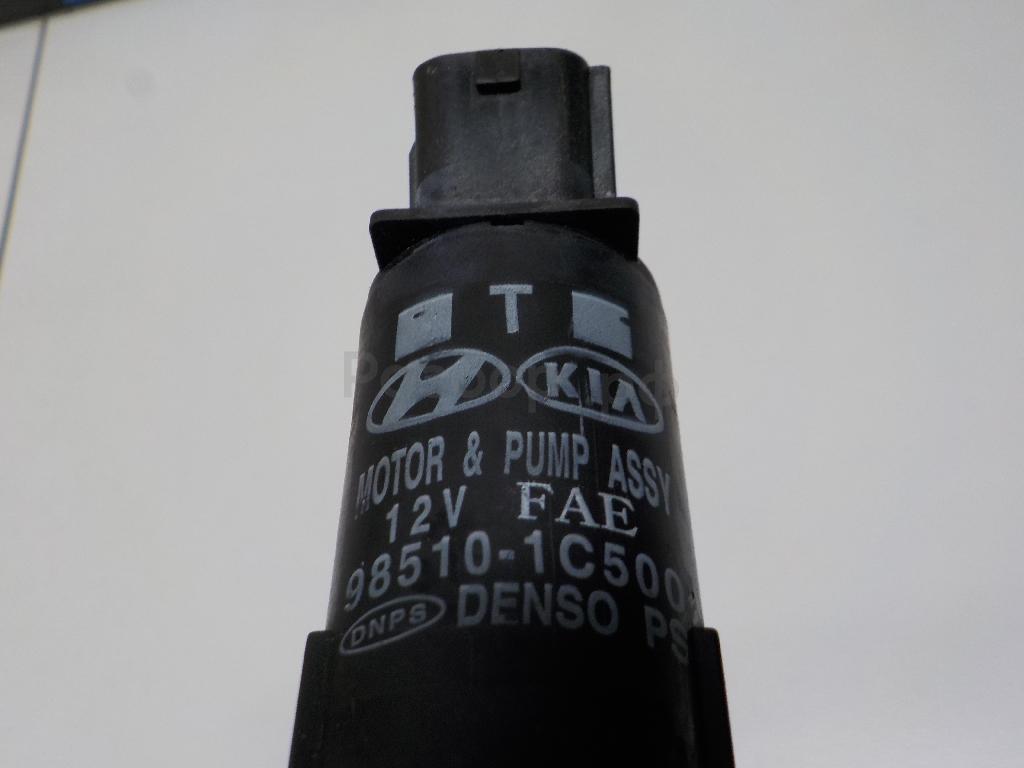 T
KIA
MOTOR & PUMP ASSY
12V FAE
98510-1C500
DNPS DENSO PS